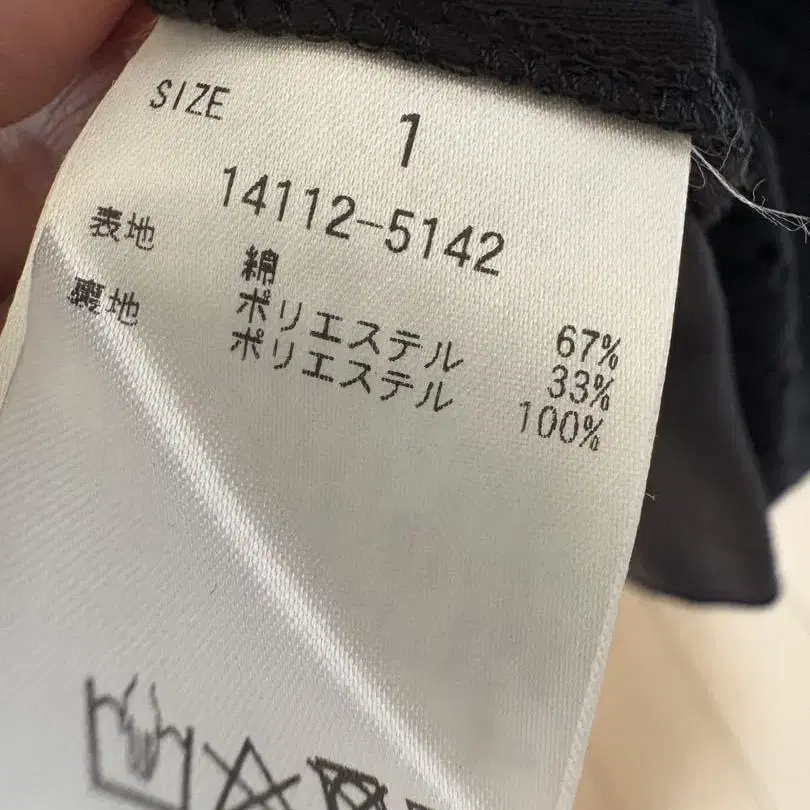 SIZE 1
14112-5142
表地 綿 67%
ポリエステル 33%
裏地 ポリエステル 100%